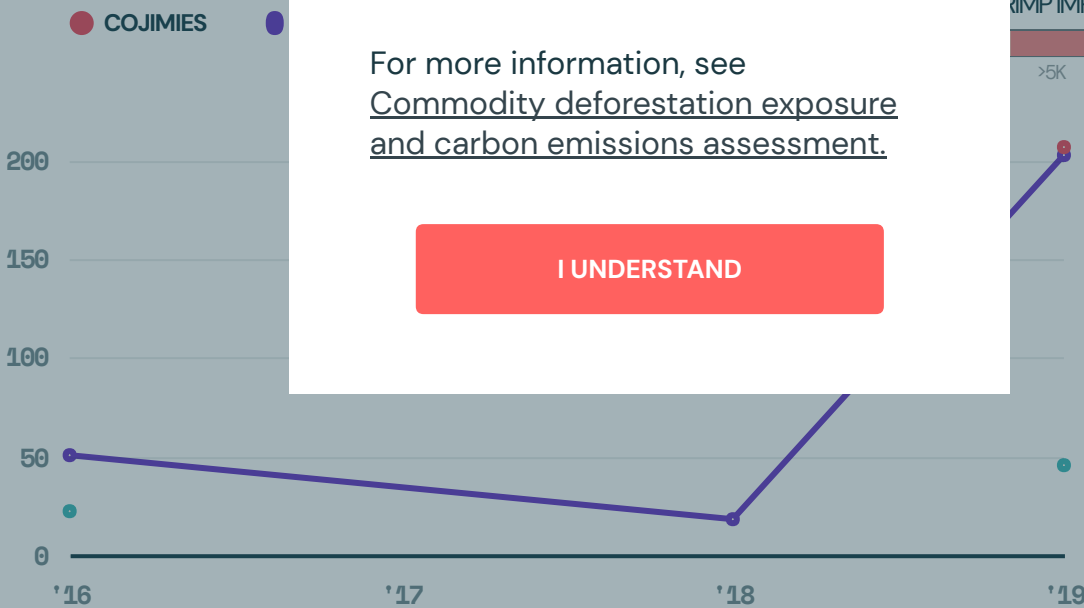 COJIMIES
For more information, see
>5K
Commodity deforestation exposure
and carbon emissions assessment.
200
150
I UNDERSTAND
100
50
0
'16
'17
'18
'19